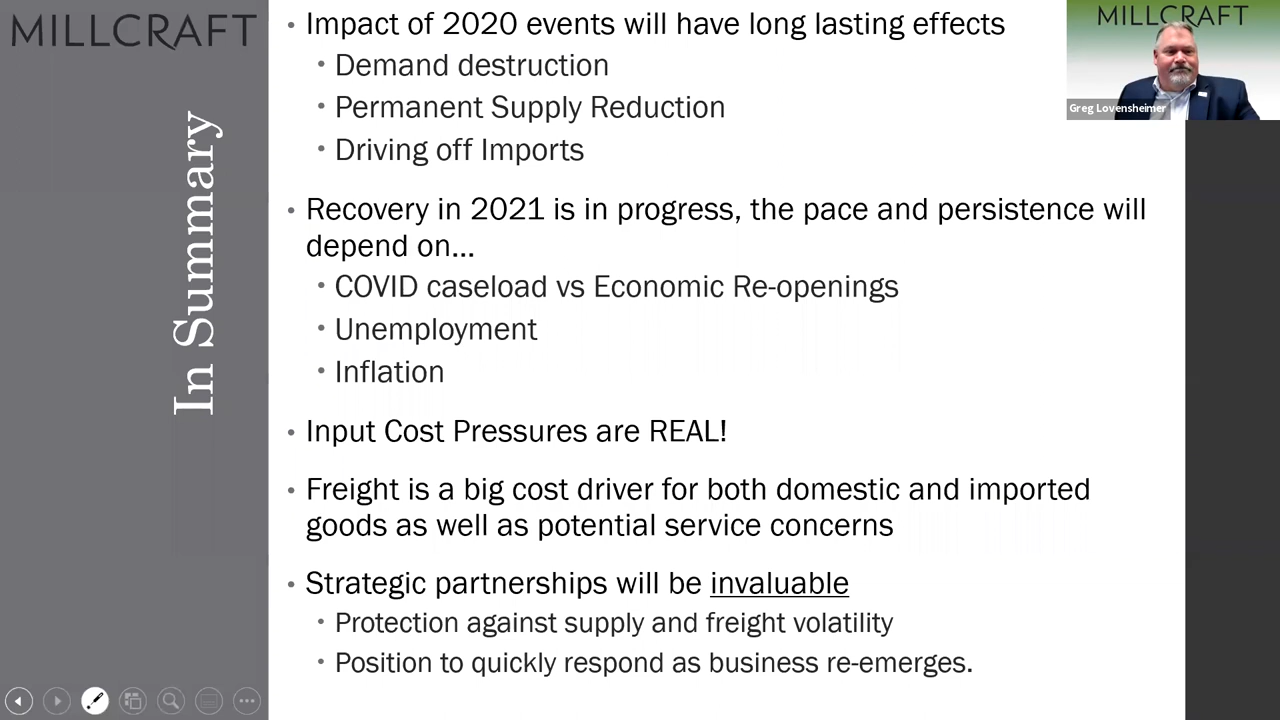 MILLCRAFT
In Summary
• Impact of 2020 events will have long lasting effects
• Demand destruction
• Permanent Supply Reduction
• Driving off Imports
• Recovery in 2021 is in progress, the pace and persistence will
depend on...
• COVID caseload vs Economic Re-openings
• Unemployment
• Inflation
• Input Cost Pressures are REAL!
• Freight is a big cost driver for both domestic and imported
goods as well as potential service concerns
• Strategic partnerships will be invaluable
• Protection against supply and freight volatility
• Position to quickly respond as business re-emerges.
MILLCRAFT
Greg Lovensheimer